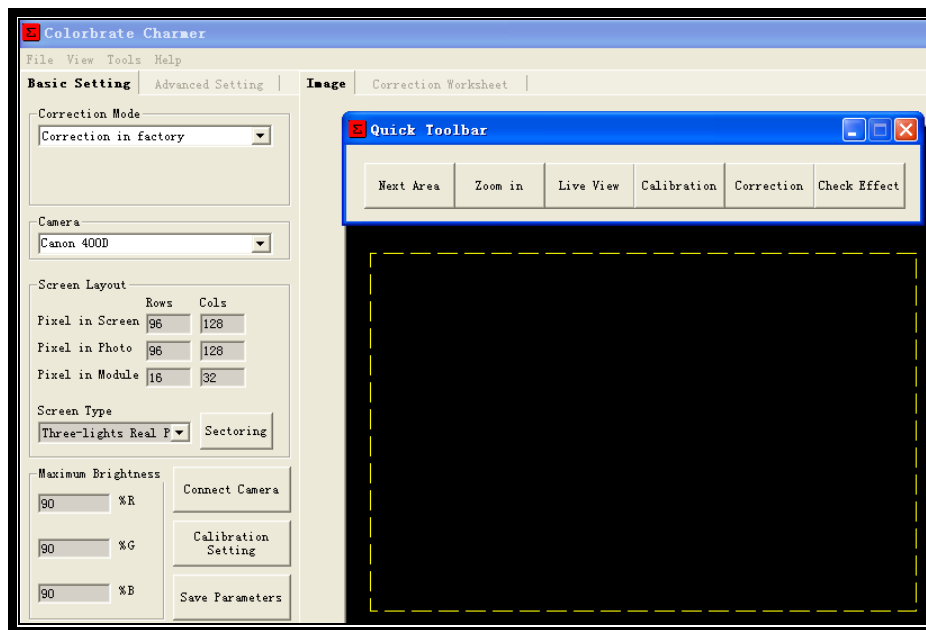 Colorbrate Charmer
File View Tools Help
Basic Setting Advanced Setting
Image Correction Worksheet
Correction Mode
Correction in factory
Camera
Canon 400D
Screen Layout
Rows Cols
Pixel in Screen 96 128
Pixel in Photo 96 128
Pixel in Module 16 32
Screen Type
Three-lights Real P
Sectoring
Maximum Brightness
90 %R
90 %G
90 %B
Connect Camera
Calibration
Setting
Save Parameters
Σ Quick Toolbar
Next Area Zoom in Live View Calibration Correction Check Effect